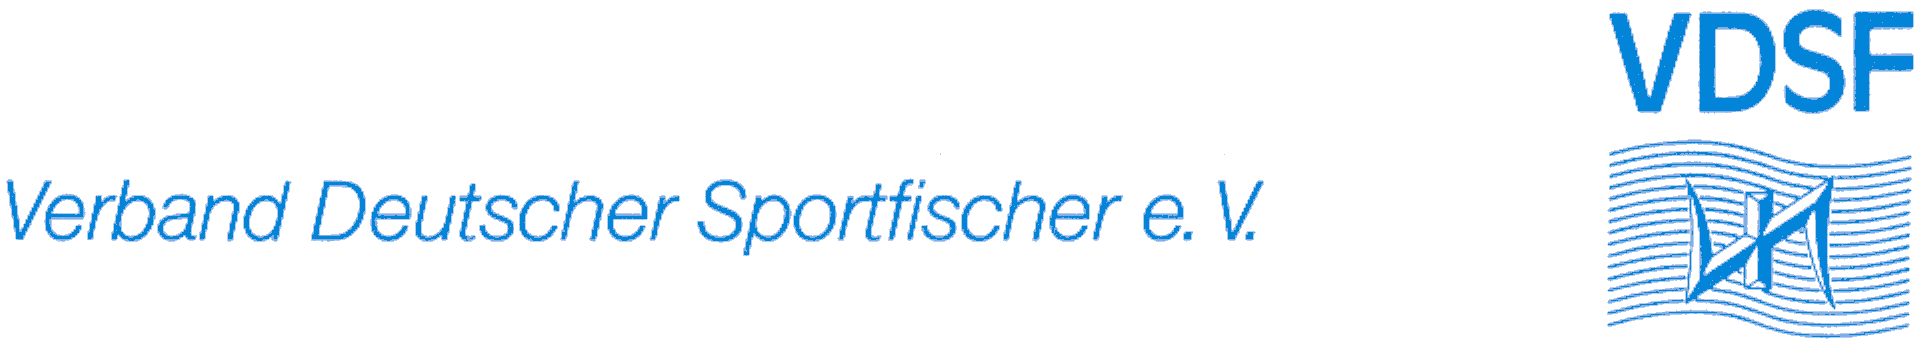 VDSF
Verband Deutscher Sportfischer e. V.